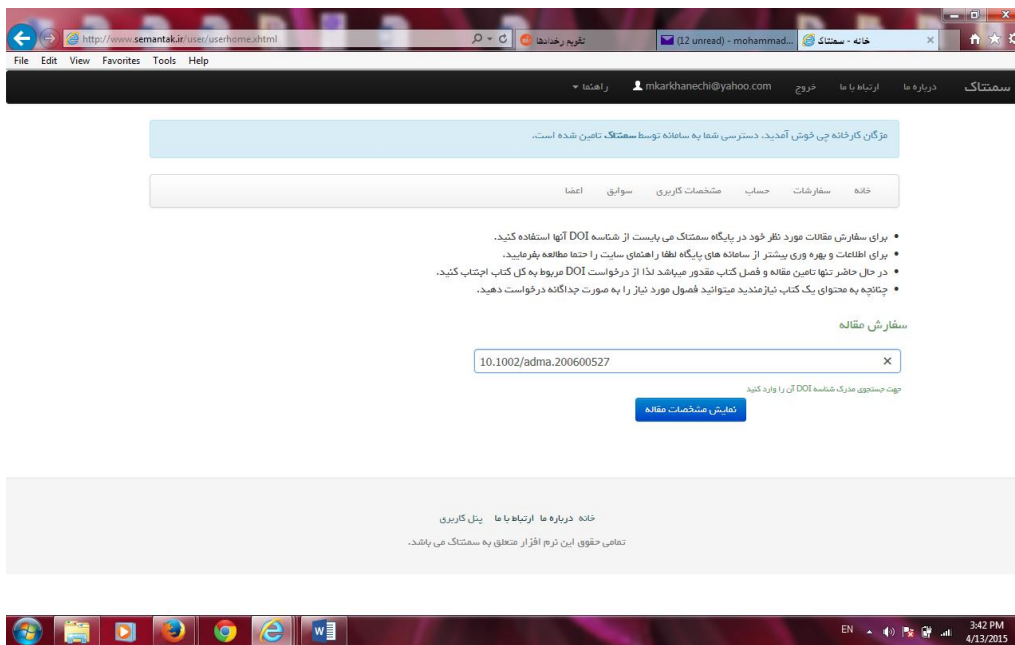 http://www.semantak.ir/user/userhome.xhtml
تقویم رخدادها
(12 unread) - mohammad...
خانه - سمنتاک
File Edit View Favorites Tools Help
سمنتاک درباره ما ارتباط با ما خروج mkarkhanechi@yahoo.com راهنما
مژگان کارخانه چی خوش آمدید، دسترسی شما به سامانه توسط سمنتاک تامین شده است.
خانه سفارشات حساب مشخصات کاربری سوابق اعضا
برای سفارش مقالات مورد نظر خود در پایگاه سمنتاک می بایست از شناسه DOI آنها استفاده کنید.
برای اطلاعات و بهره وری بیشتر از سامانه های پایگاه لطفا راهنمای سایت را حتما مطالعه بفرمایید.
در حال حاضر تنها تامین مقاله و فصل کتاب مقدور میباشد لذا از درخواست DOI مربوط به کل کتاب اجتناب کنید.
چنانچه به محتوای یک کتاب نیازمندید میتوانید فصول مورد نیاز را به صورت جداگانه درخواست دهید.
سفارش مقاله
10.1002/adma.200600527
جهت جستجوی مدرک شناسه DOI آن را وارد کنید
نمایش مشخصات مقاله
خانه درباره ما ارتباط با ما پنل کاربری
تمامی حقوق این نرم افزار متعلق به سمنتاک می باشد.
EN
3:42 PM
4/13/2015